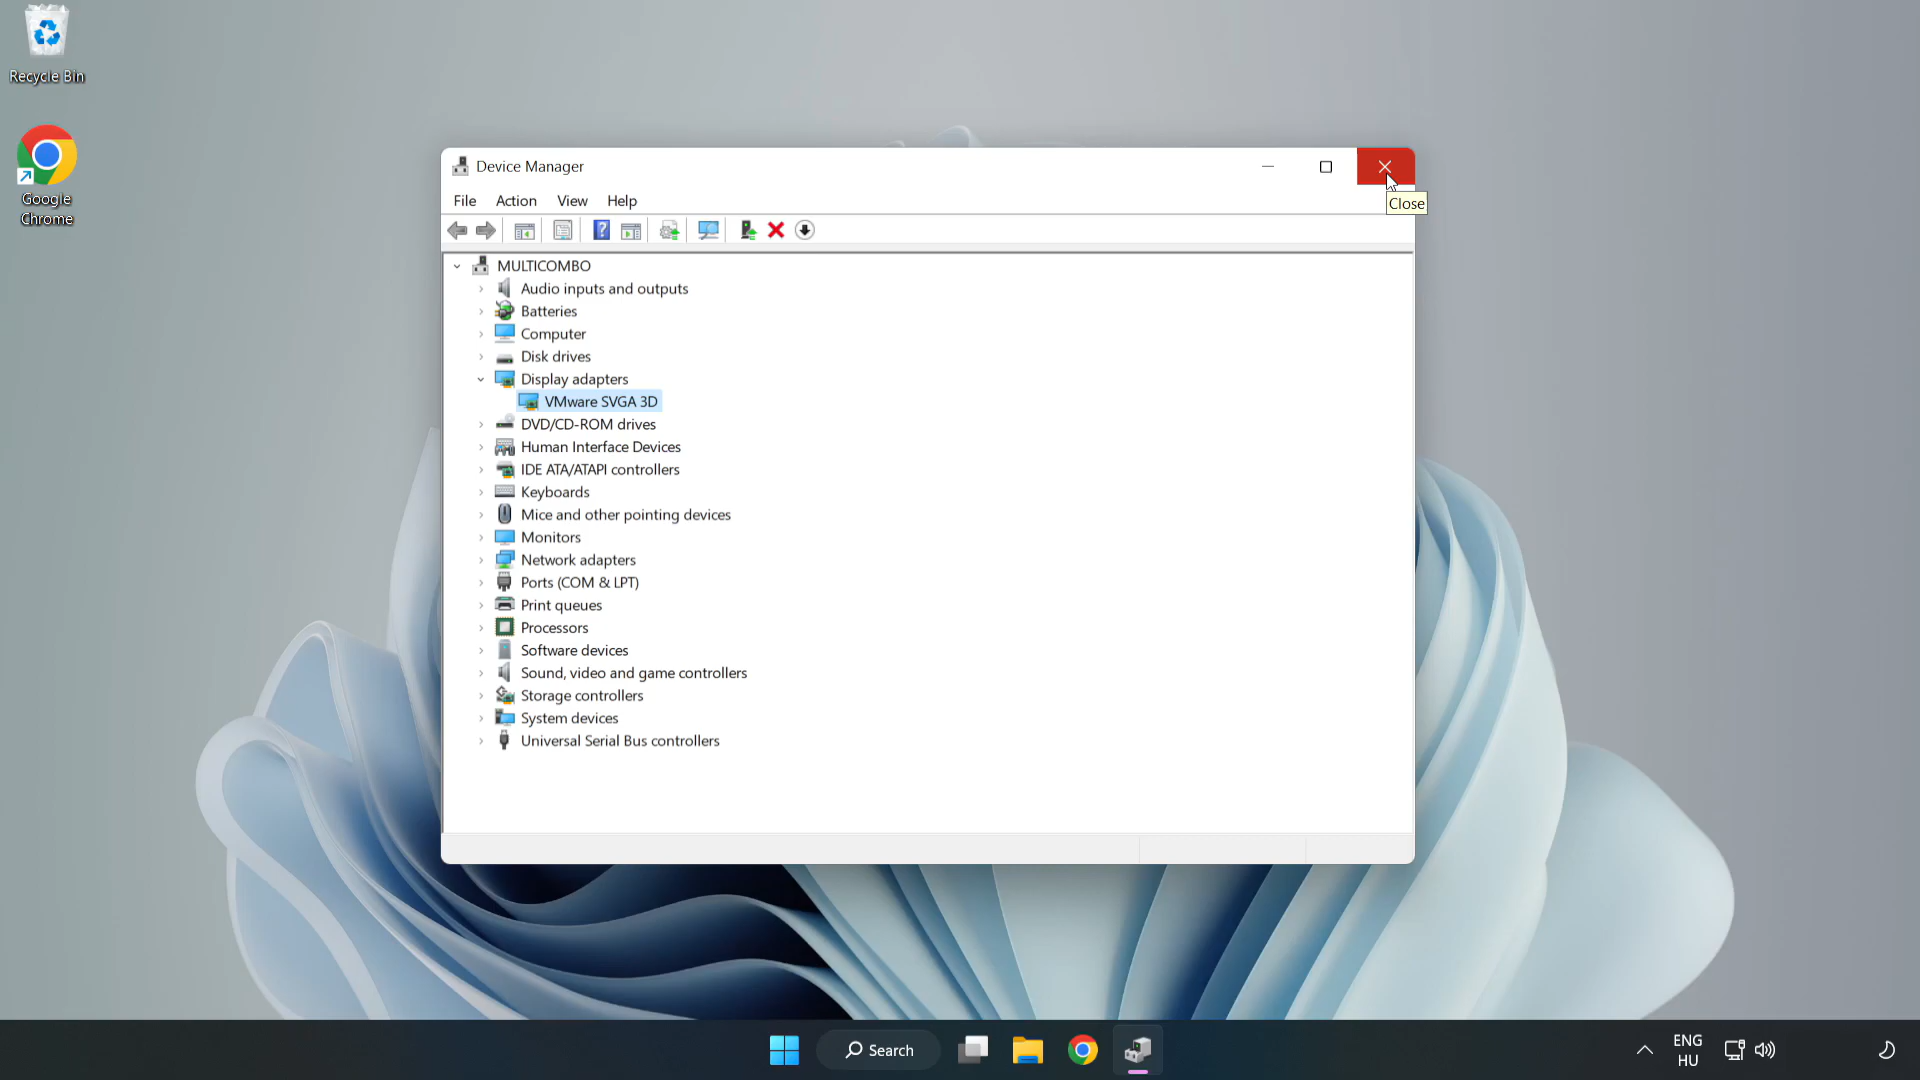 Recycle Bin
Google
Chrome
Device Manager
File Action View Help
Close
MULTICOMBO
Audio inputs and outputs
Batteries
Computer
Disk drives
Display adapters
VMware SVGA 3D
DVD/CD-ROM drives
Human Interface Devices
IDE ATA/ATAPI controllers
Keyboards
Mice and other pointing devices
Monitors
Network adapters
Ports (COM & LPT)
Print queues
Processors
Software devices
Sound, video and game controllers
Storage controllers
System devices
Universal Serial Bus controllers
Search
ENG
HU